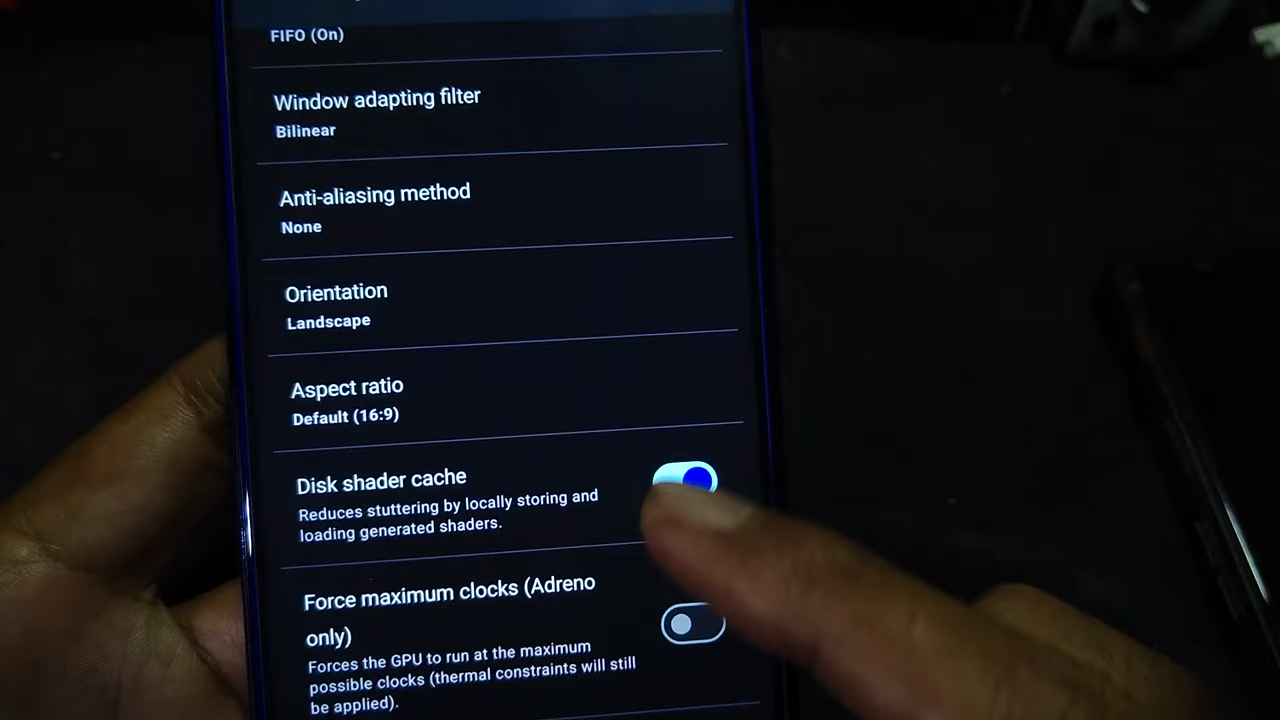 FIFO (On)
Window adapting filter
Bilinear
Anti-aliasing method
None
Orientation
Landscape
Aspect ratio
Default (16:9)
Disk shader cache
Reduces stuttering by locally storing and
loading generated shaders.
Force maximum clocks (Adreno
only)
Forces the GPU to run at the maximum
possible clocks (thermal constraints will still
be applied).